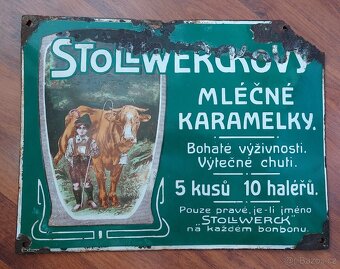 STOLLWERCKOVY
MLÉČNÉ
KARAMELKY.
Bohaté výživnosti.
Výtečné chuti.
5 kusů 10 haléřů.
Pouze pravé, je-li jméno
"STOLLWERCK"
na každém bonbonu.